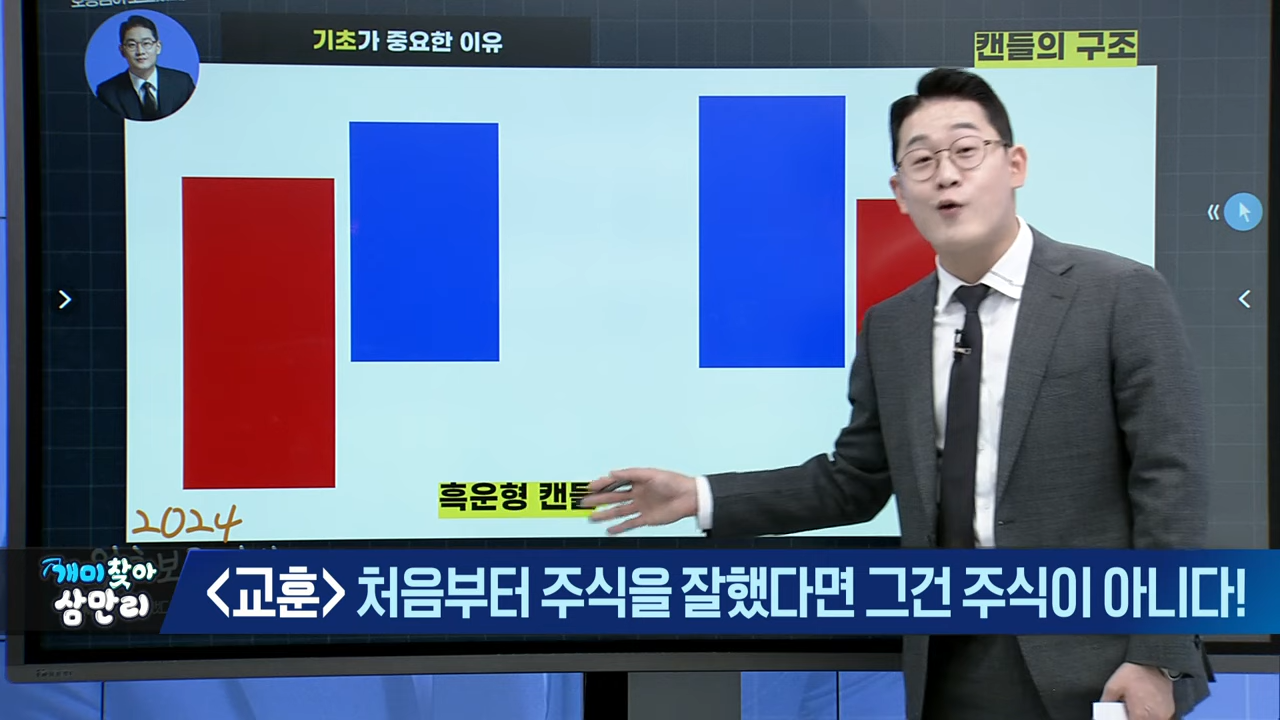 기초가 중요한 이유
캔들의 구조
흑운형 캔들
2024
개미찾아
삼만리
<교훈> 처음부터 주식을 잘했다면 그건 주식이 아니다!